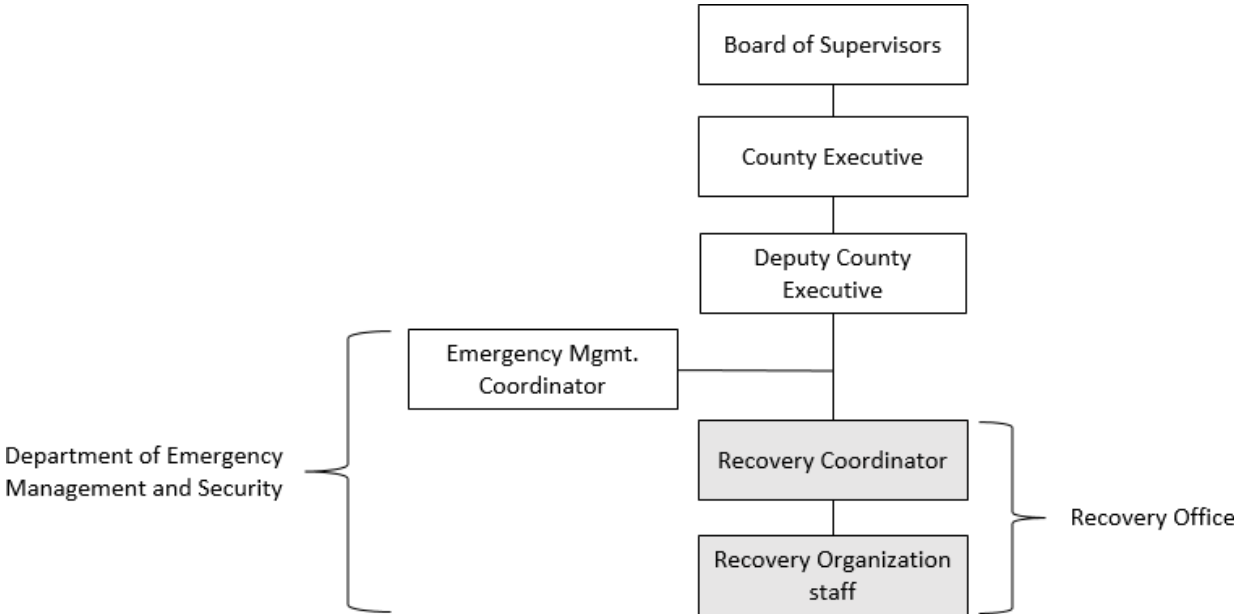 Board of Supervisors
County Executive
Deputy County
Executive
Emergency Mgmt.
Coordinator
Department of Emergency
Management and Security
Recovery Coordinator
Recovery Organization
staff
Recovery Office